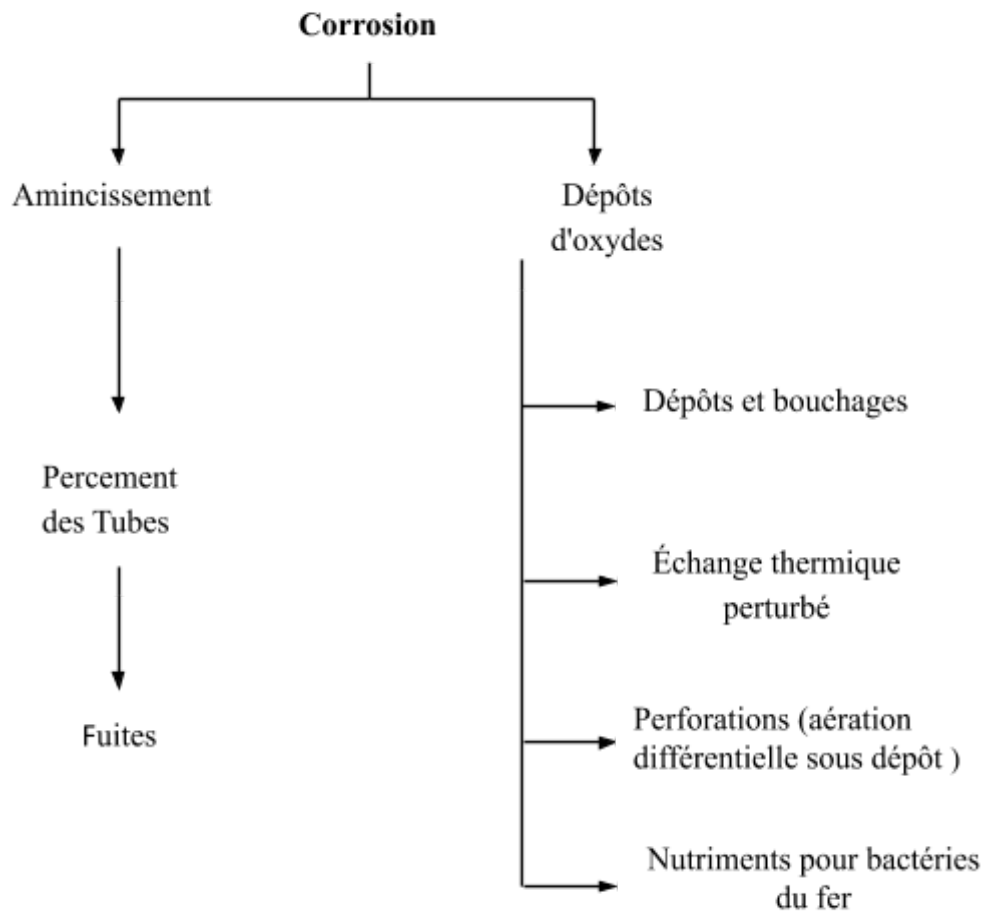 Corrosion
Amincissement
Dépôts
d'oxydes
Dépôts et bouchages
Percement
des Tubes
Échange thermique
perturbé
Fuites
Perforations (aération
différentielle sous dépôt )
Nutriments pour bactéries
du fer